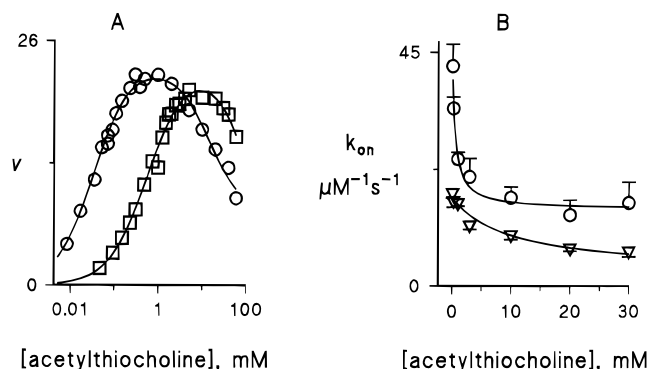 A
26
v
0
0.01
1
100
[acetylthiocholine], mM
B
45
k_on
μM⁻¹s⁻¹
0
0
10
20
30
[acetylthiocholine], mM